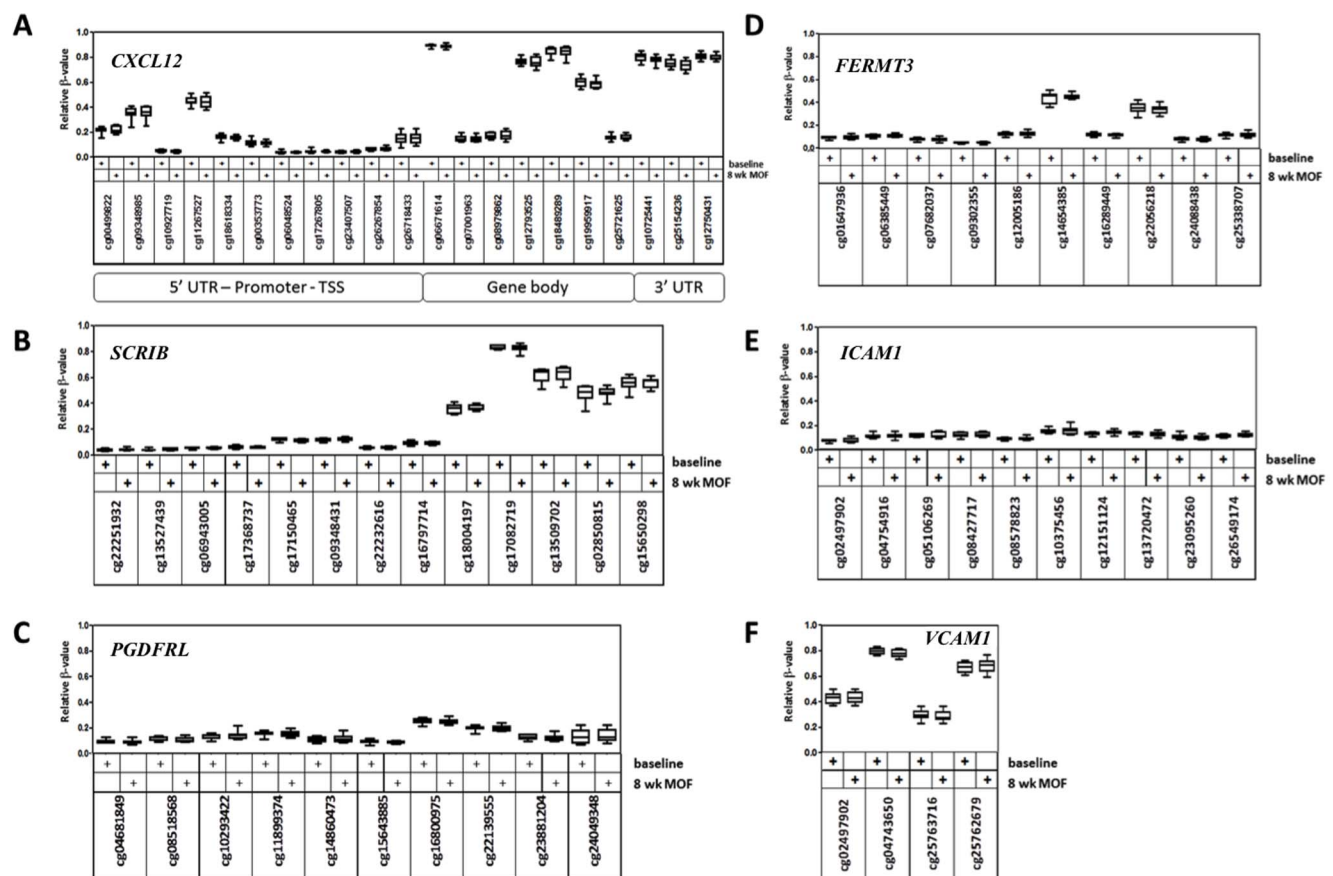 A
Relative β-value
1.0
0.8
0.6
0.4
0.2
0.0
CXCL12
+ + + + + + + + + + + + + + + + + + + + + baseline
+ + + + + + + + + + + + + + + + + + + + + 8 wk MOF
cg00499822
cg09348985
cg10927719
cg11267527
cg18618334
cg00353773
cg06048524
cg17267805
cg23407507
cg26267854
cg26718433
cg06671614
cg07001963
cg08979862
cg12793525
cg18489289
cg19959917
cg25721625
cg10725441
cg25154236
cg12750431
5' UTR – Promoter - TSS
Gene body
3' UTR
B
Relative β-value
1.0
0.8
0.6
0.4
0.2
0.0
SCRIB
+ + + + + + + + + + + + + baseline
+ + + + + + + + + + + + + 8 wk MOF
cg22251932
cg13527439
cg06943005
cg17368737
cg17150465
cg09348431
cg22232616
cg16797714
cg18004197
cg17082719
cg13509702
cg02850815
cg15650298
C
Relative β-value
1.0
0.8
0.6
0.4
0.2
0.0
PGDFRL
+ + + + + + + + + + baseline
+ + + + + + + + + + 8 wk MOF
cg04681849
cg08518568
cg10293422
cg11899374
cg14860473
cg15643885
cg16800975
cg22139555
cg23881204
cg24049348
D
Relative β-value
1.0
0.8
0.6
0.4
0.2
0.0
FERMT3
+ + + + + + + + + + baseline
+ + + + + + + + + + 8 wk MOF
cg01647936
cg06385449
cg07682037
cg09302355
cg12005186
cg14654385
cg16289449
cg22056218
cg24088438
cg25338707
E
Relative β-value
1.0
0.8
0.6
0.4
0.2
0.0
ICAM1
+ + + + + + + + + + baseline
+ + + + + + + + + + 8 wk MOF
cg02497902
cg04754916
cg05106269
cg08427717
cg08578823
cg10375456
cg12151124
cg13720472
cg23095260
cg26549174
F
Relative β-value
1.0
0.8
0.6
0.4
0.2
0.0
VCAM1
+ + + + baseline
+ + + + 8 wk MOF
cg02497902
cg04743650
cg25763716
cg25762679